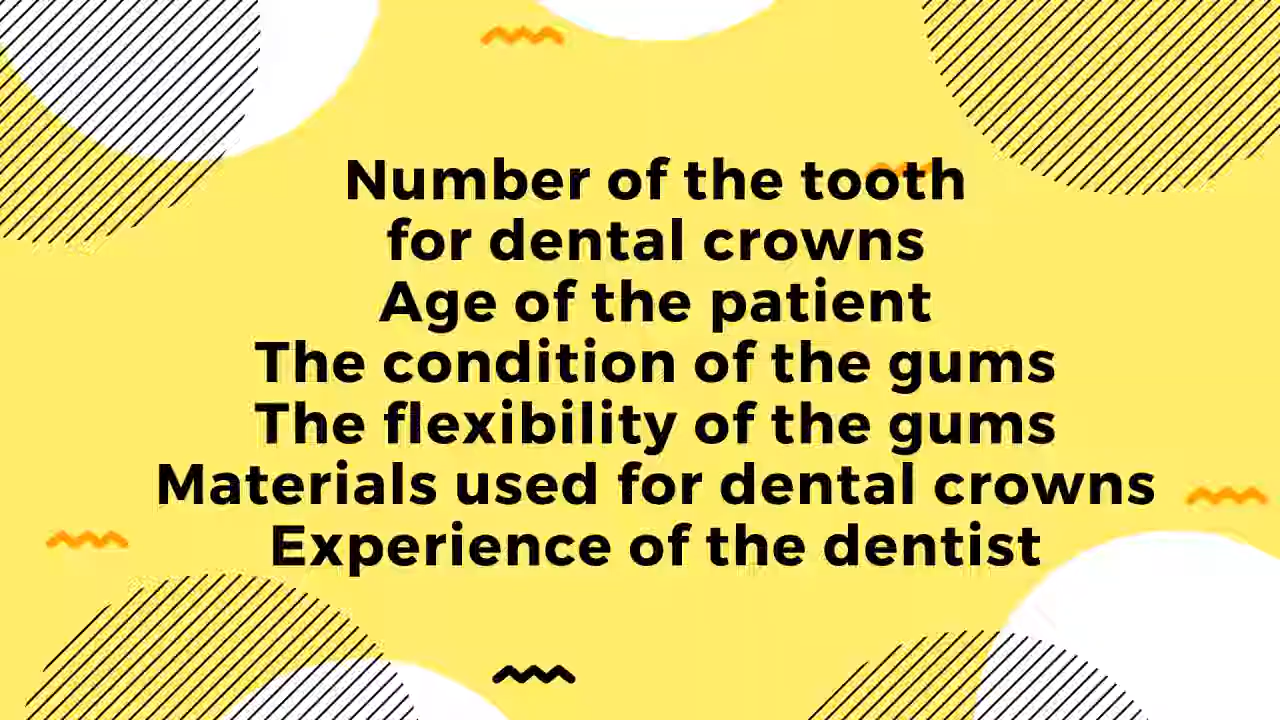 Number of the tooth
for dental crowns
Age of the patient
The condition of the gums
The flexibility of the gums
Materials used for dental crowns
Experience of the dentist